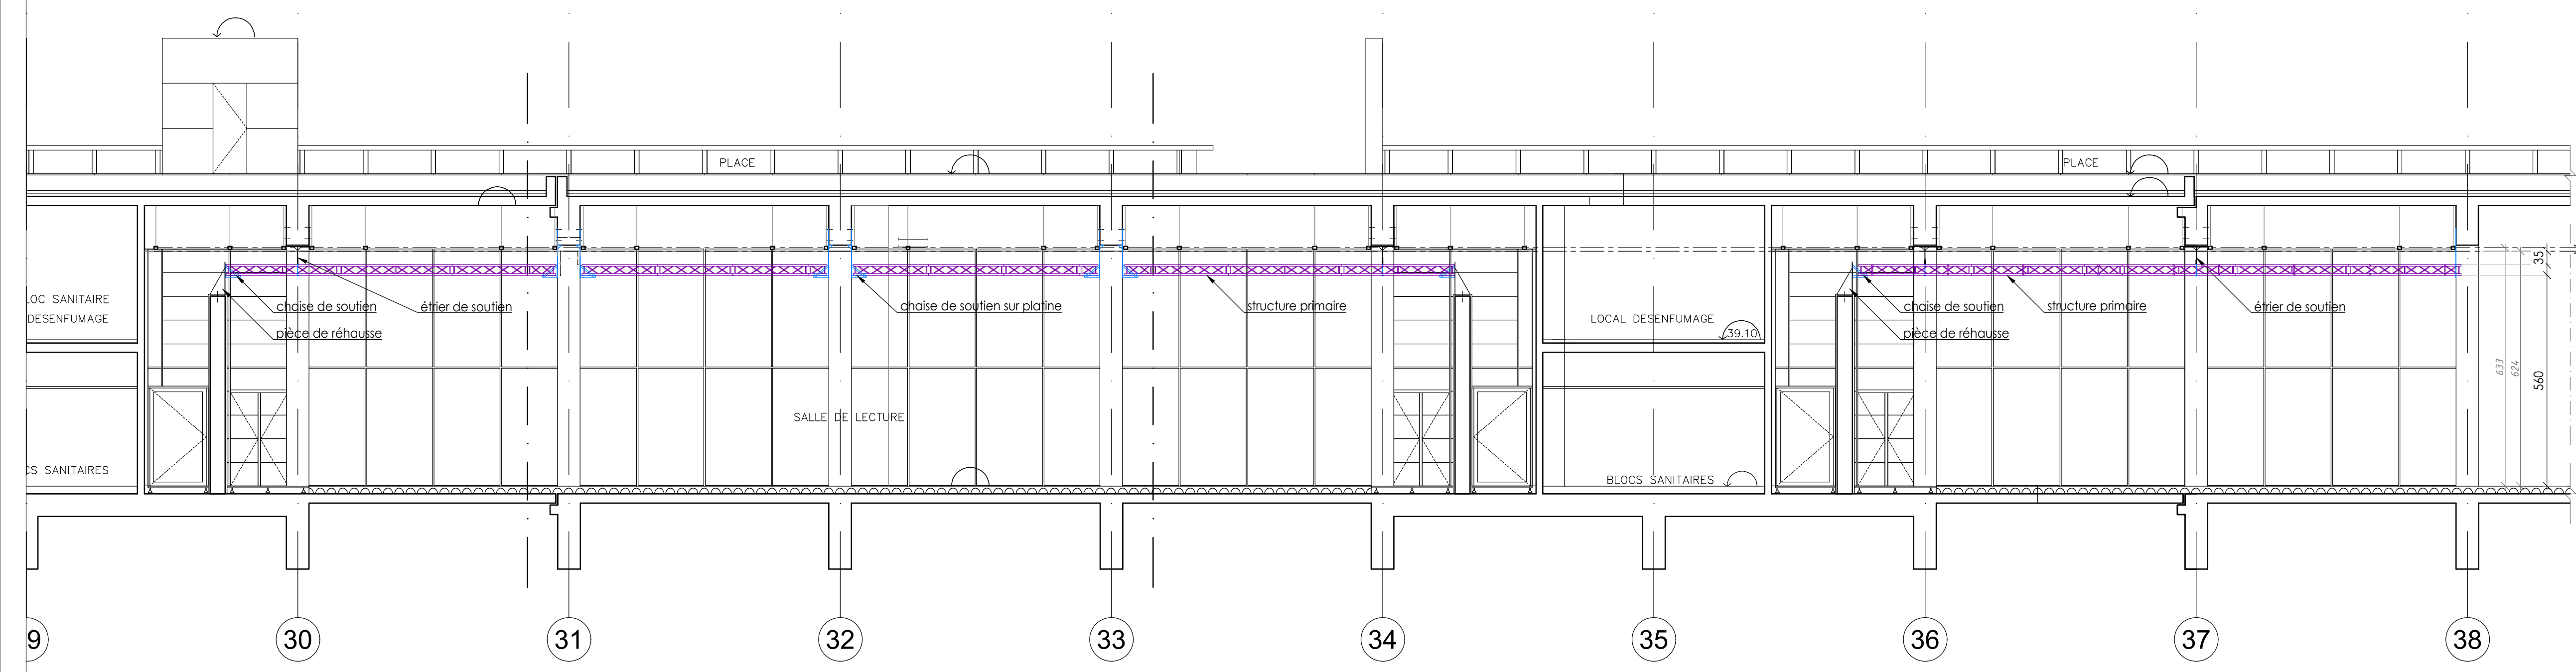 PLACE
PLACE
35
LOC SANITAIRE
DESENFUMAGE
chaise de soutien
étrier de soutien
pièce de réhausse
chaise de soutien sur platine
structure primaire
LOCAL DESENFUMAGE
39.10
chaise de soutien
structure primaire
étrier de soutien
pièce de réhausse
633
624
560
SALLE DE LECTURE
CS SANITAIRES
BLOCS SANITAIRES
9
30
31
32
33
34
35
36
37
38